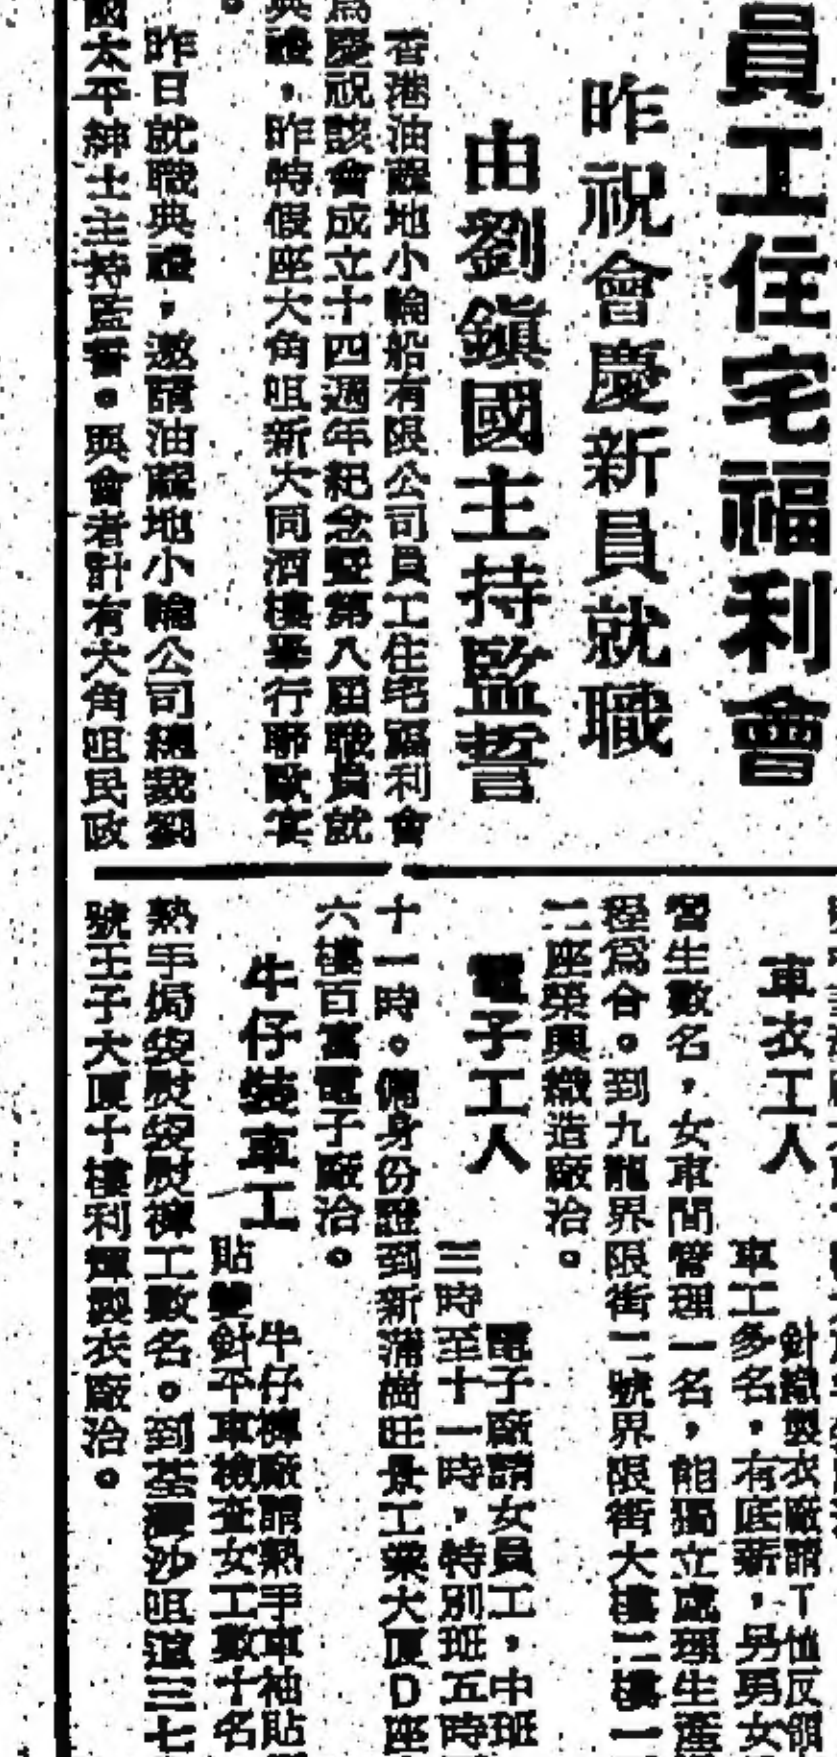 員工住宅福利會
昨祝會慶新員就職
由劉鎮國主持監誓
香港油蔴地小輪船有限公司員工住宅福利會
為慶祝該會成立十四週年紀念暨第八屆職員就
典禮，昨特假座大角咀新大同酒樓舉行聯歡宴
。
昨日就職典禮，邀請油蔴地小輪公司總裁劉
國太平紳士主持監誓。與會者計有大角咀民政
車衣工人
針織製衣廠請T恤反領
車工多名，有底薪，另男女
習生數名，女車間管理一名，能獨立處理生產
程為合。到九龍界限街二號界限街大樓二樓一
二座榮興織造廠洽。
電子工人
電子廠請女員工，中班
三時至十一時，特別班五時
十一時。備身份證到新蒲崗旺景工業大厦D座
六樓百富電子廠洽。
牛仔裝車工
牛仔褲廠請熟手車袖貼
貼雙針平車檢查女工數十名
熟手焗袋熨袋熨褲工數名。到荃灣沙咀道三七
號王子大厦十樓利輝製衣廠洽。